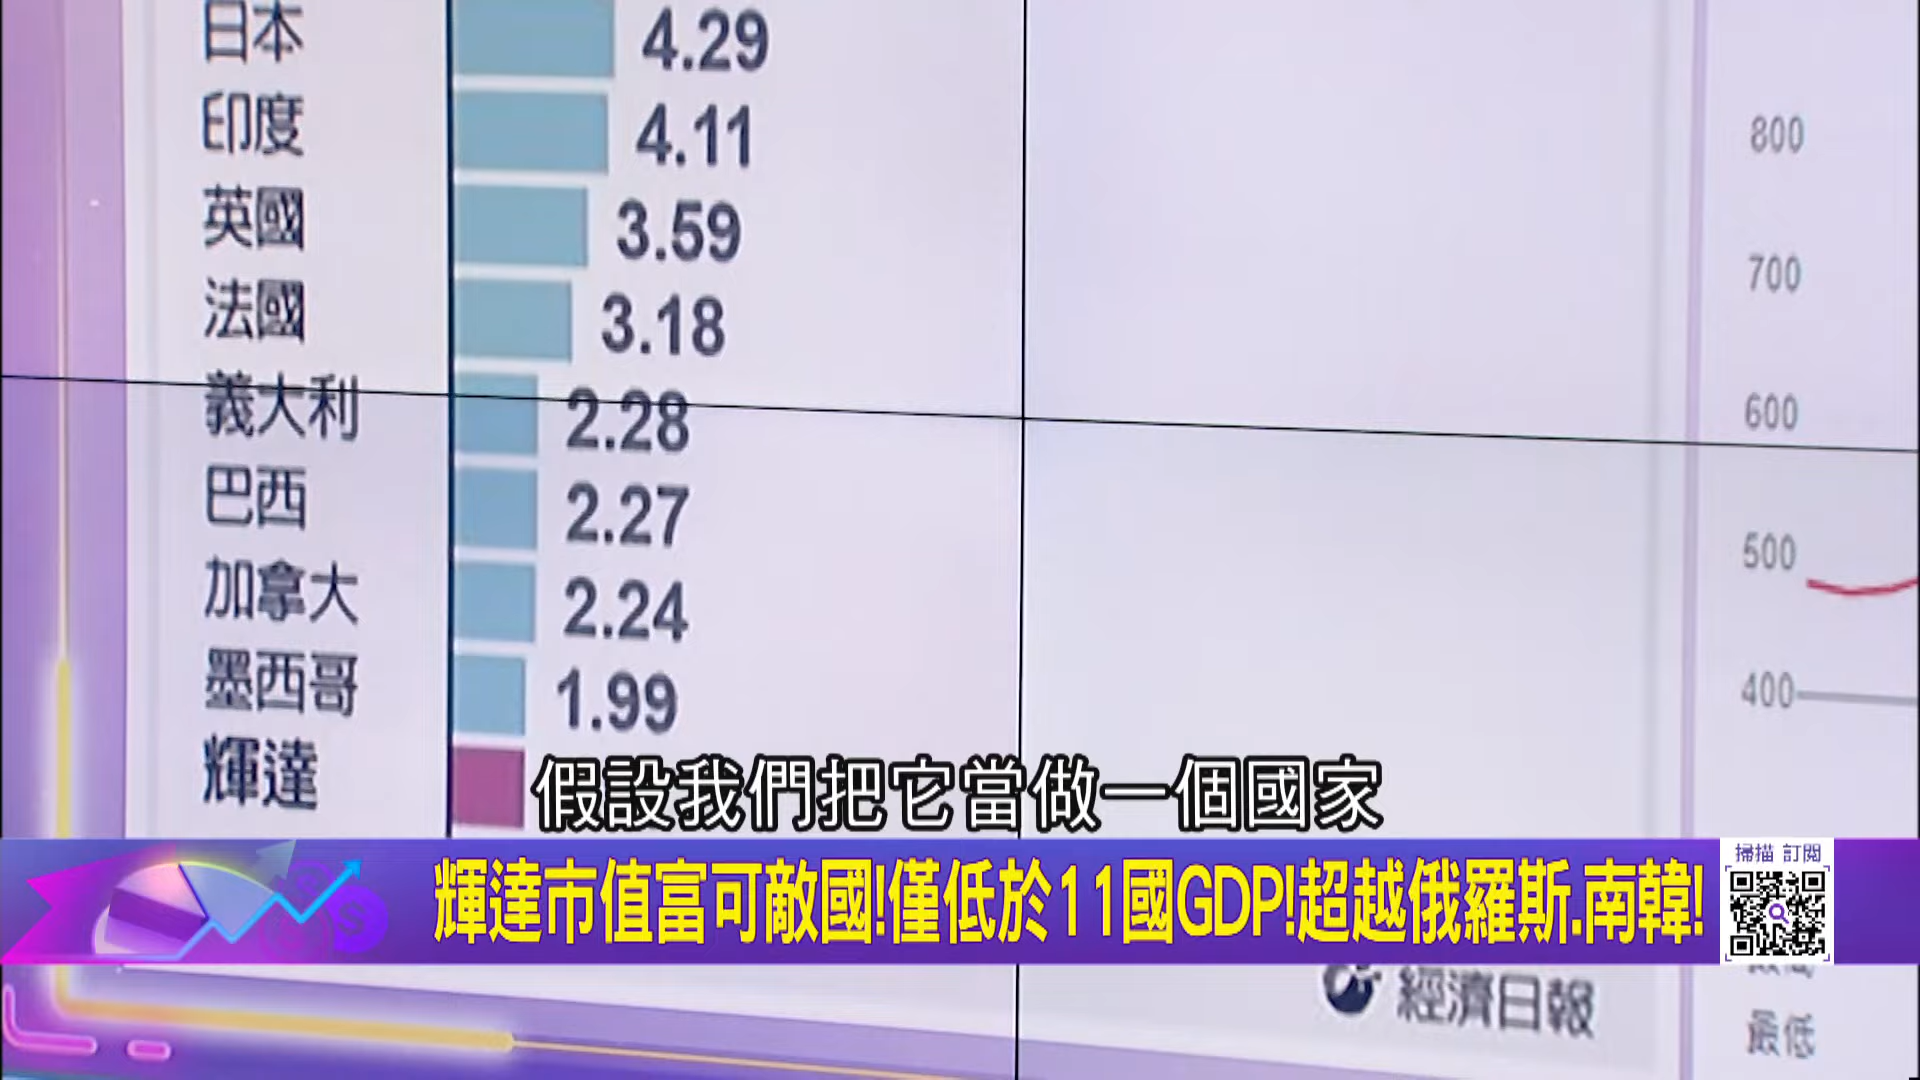 日本 4.29
印度 4.11
英國 3.59
法國 3.18
義大利 2.28
巴西 2.27
加拿大 2.24
墨西哥 1.99
輝達
800
700
600
500
400
假設我們把它當做一個國家
輝達市值富可敵國!僅低於11國GDP!超越俄羅斯.南韓!
掃描 訂閱
經濟日報
最低